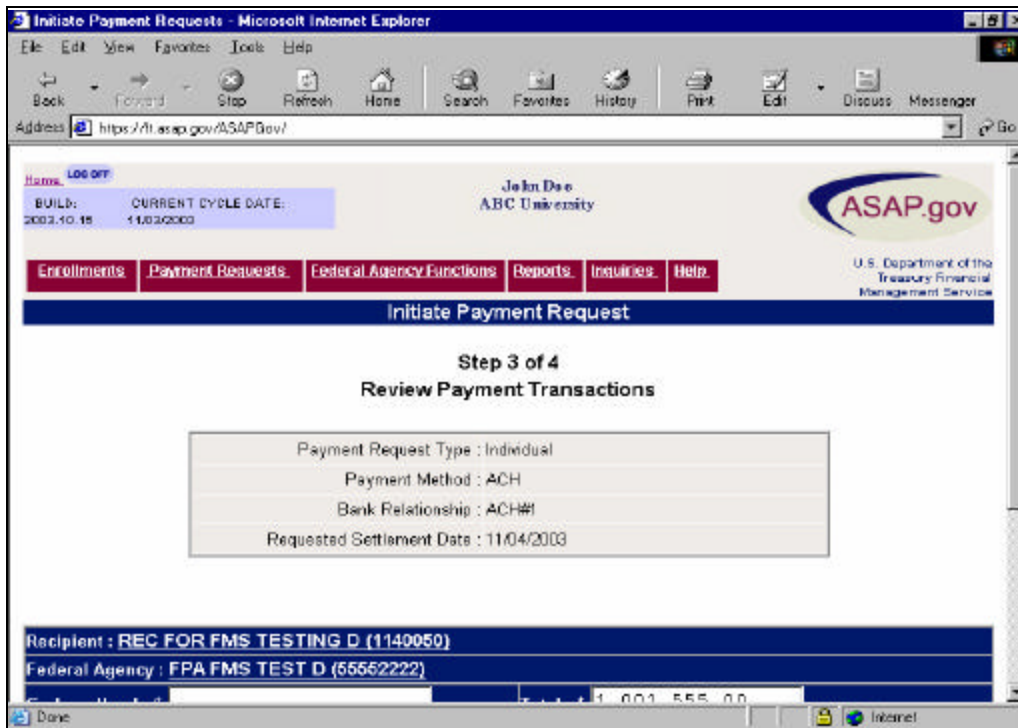 Initiate Payment Requests - Microsoft Internet Explorer
File Edit View Favorites Tools Help
Back Forward Stop Refresh Home Search Favorites History Print Edit Discuss Messenger
Address https://lt.asap.gov/ASAPGov/ Go
Home LOG OFF
BUILD: CURRENT CYCLE DATE:
2003.10.15 11/03/2003
John Doe
ABC University
ASAP.gov
U.S. Department of the
Treasury Financial
Management Service
Enrollments Payment Requests Federal Agency Functions Reports Inquiries Help
Initiate Payment Request
Step 3 of 4
Review Payment Transactions
Payment Request Type : Individual
Payment Method : ACH
Bank Relationship : ACH#1
Requested Settlement Date : 11/04/2003
Recipient : REC FOR FMS TESTING D (1140050)
Federal Agency : FPA FMS TEST D (55552222)
Done Internet